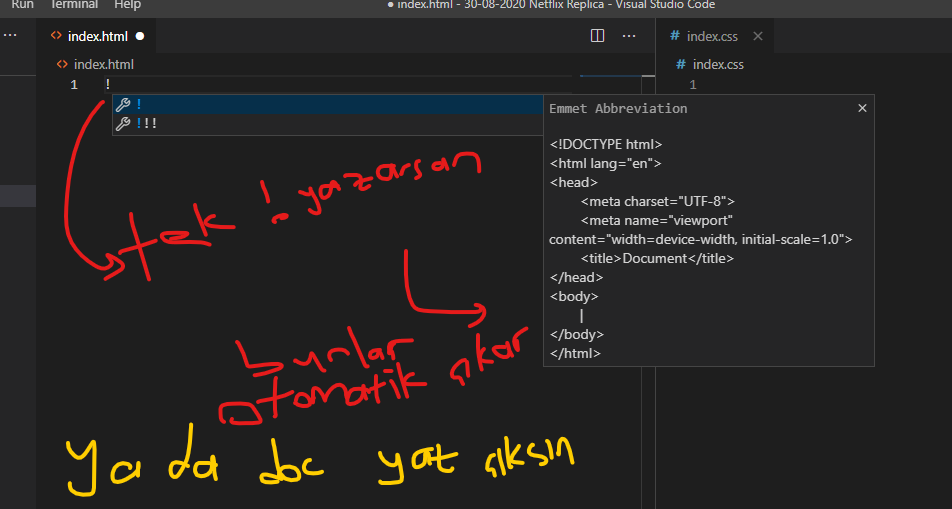 Run Terminal Help ● index.html - 30-08-2020 Netflix Replica - Visual Studio Code
... <> index.html ● ... # index.css ×
<> index.html # index.css
1 ! 1
!
!!!
Emmet Abbreviation ×
<!DOCTYPE html>
<html lang="en">
<head>
<meta charset="UTF-8">
<meta name="viewport"
content="width=device-width, initial-scale=1.0">
<title>Document</title>
</head>
<body>
|
</body>
</html>
tek ! yazarsan
bunlar
otomatik çıkar
ya da doc yat çıksın